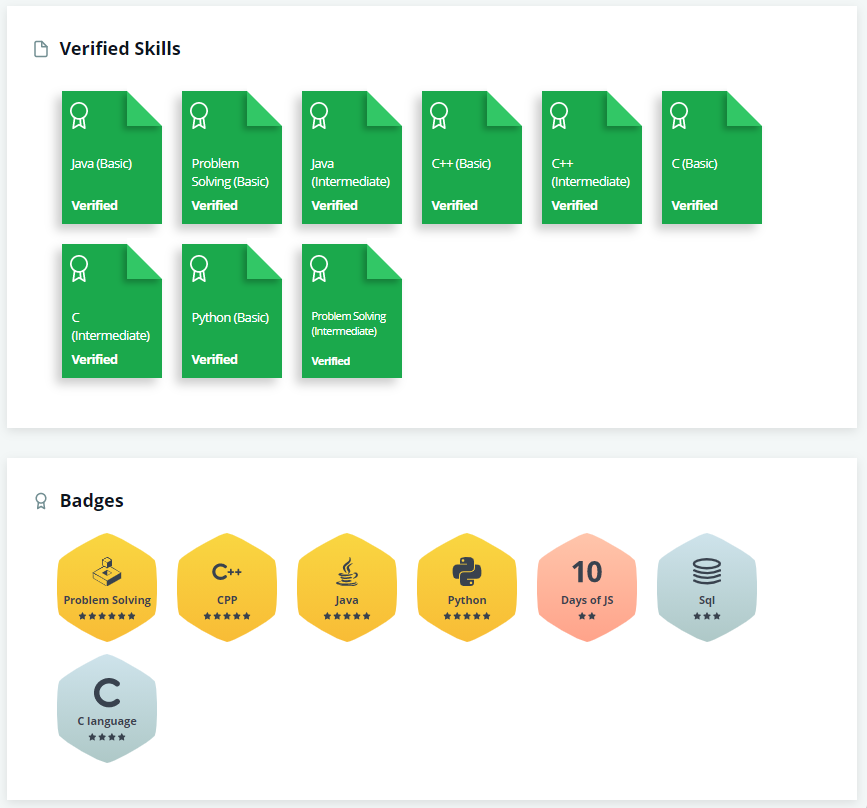 Verified Skills
Java (Basic)
Verified
Problem
Solving (Basic)
Verified
Java
(Intermediate)
Verified
C++ (Basic)
Verified
C++
(Intermediate)
Verified
C (Basic)
Verified
C
(Intermediate)
Verified
Python (Basic)
Verified
Problem Solving
(Intermediate)
Verified
Badges
Problem Solving
C++
CPP
Java
Python
10
Days of JS
Sql
C
C language